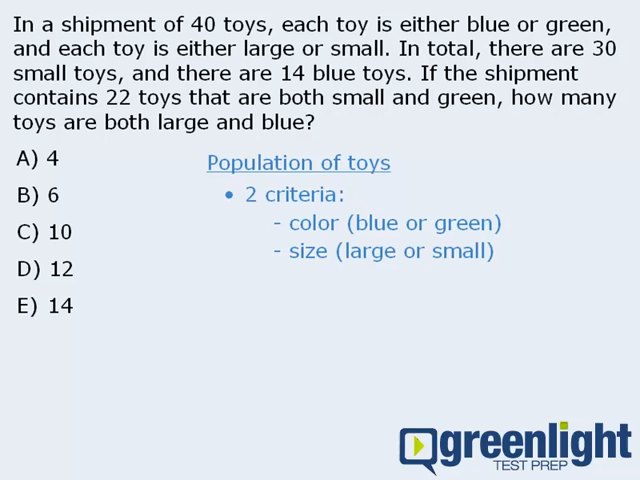 In a shipment of 40 toys, each toy is either blue or green,
and each toy is either large or small. In total, there are 30
small toys, and there are 14 blue toys. If the shipment
contains 22 toys that are both small and green, how many
toys are both large and blue?
A) 4
Population of toys
B) 6
• 2 criteria:
C) 10
- color (blue or green)
- size (large or small)
D) 12
E) 14
greenlight
TEST PREP